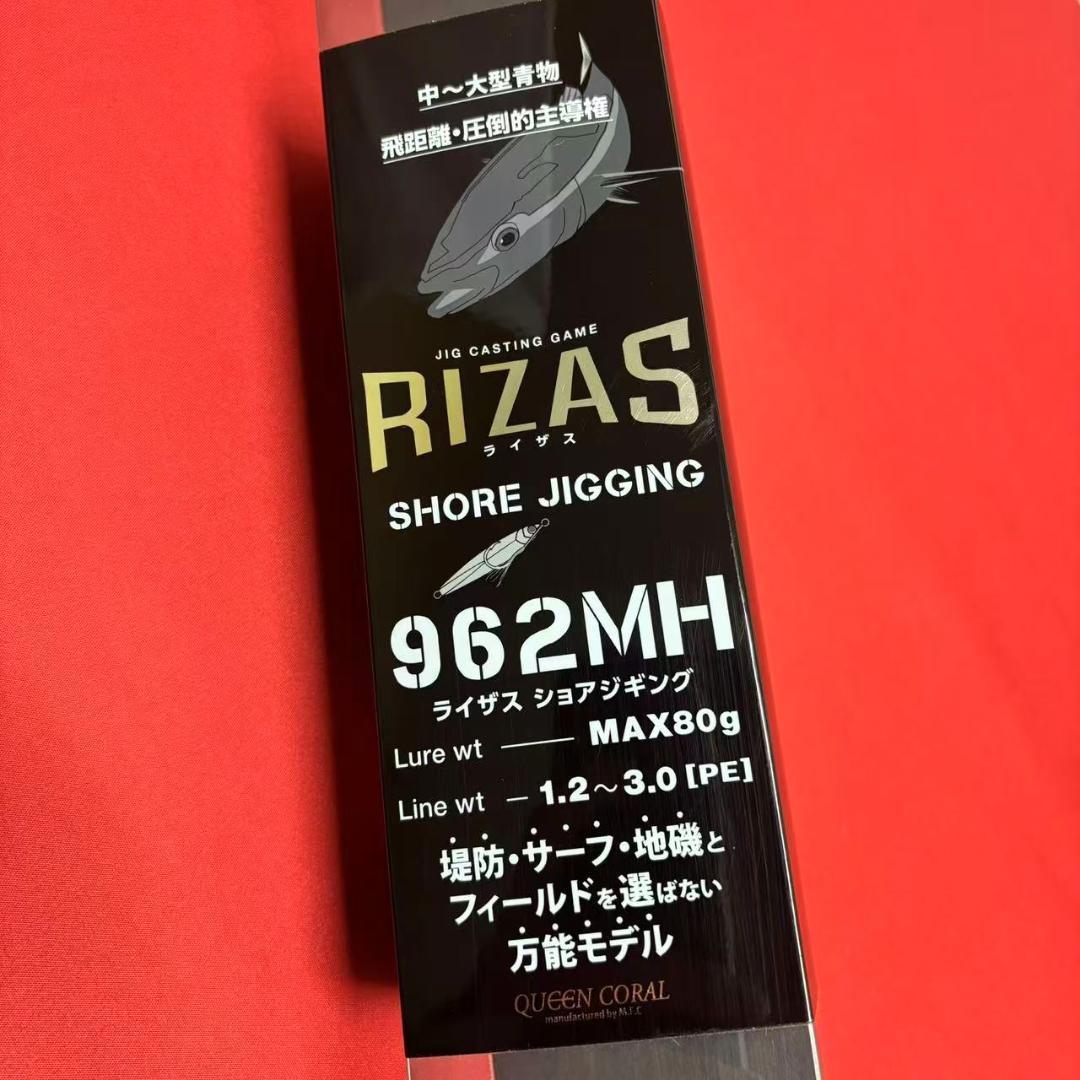 中～大型青物
飛距離・圧倒的主導権
JIG CASTING GAME
RIZAS
ライザス
SHORE JIGGING
962MH
ライザス ショアジギング
Lure wt — MAX80g
Line wt — 1.2～3.0 [PE]
堤防・サーフ・地磯と
フィールドを選ばない
万能モデル
QUEEN CORAL
manufactured by M.F.C